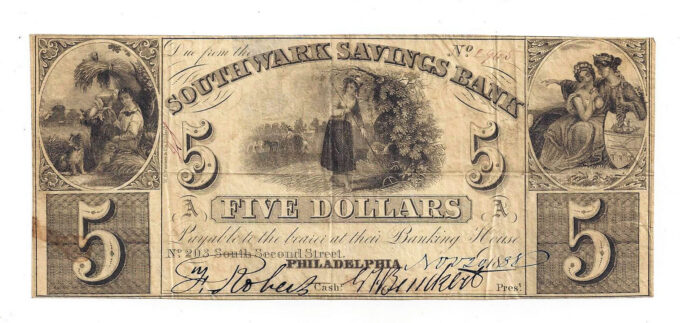 Due from the
No
SOUTHWARK SAVINGS BANK
5 5
A FIVE DOLLARS A
Payable to the bearer at their Banking House
No 203 South Second Street.
PHILADELPHIA
Cash. Pres.
5 5